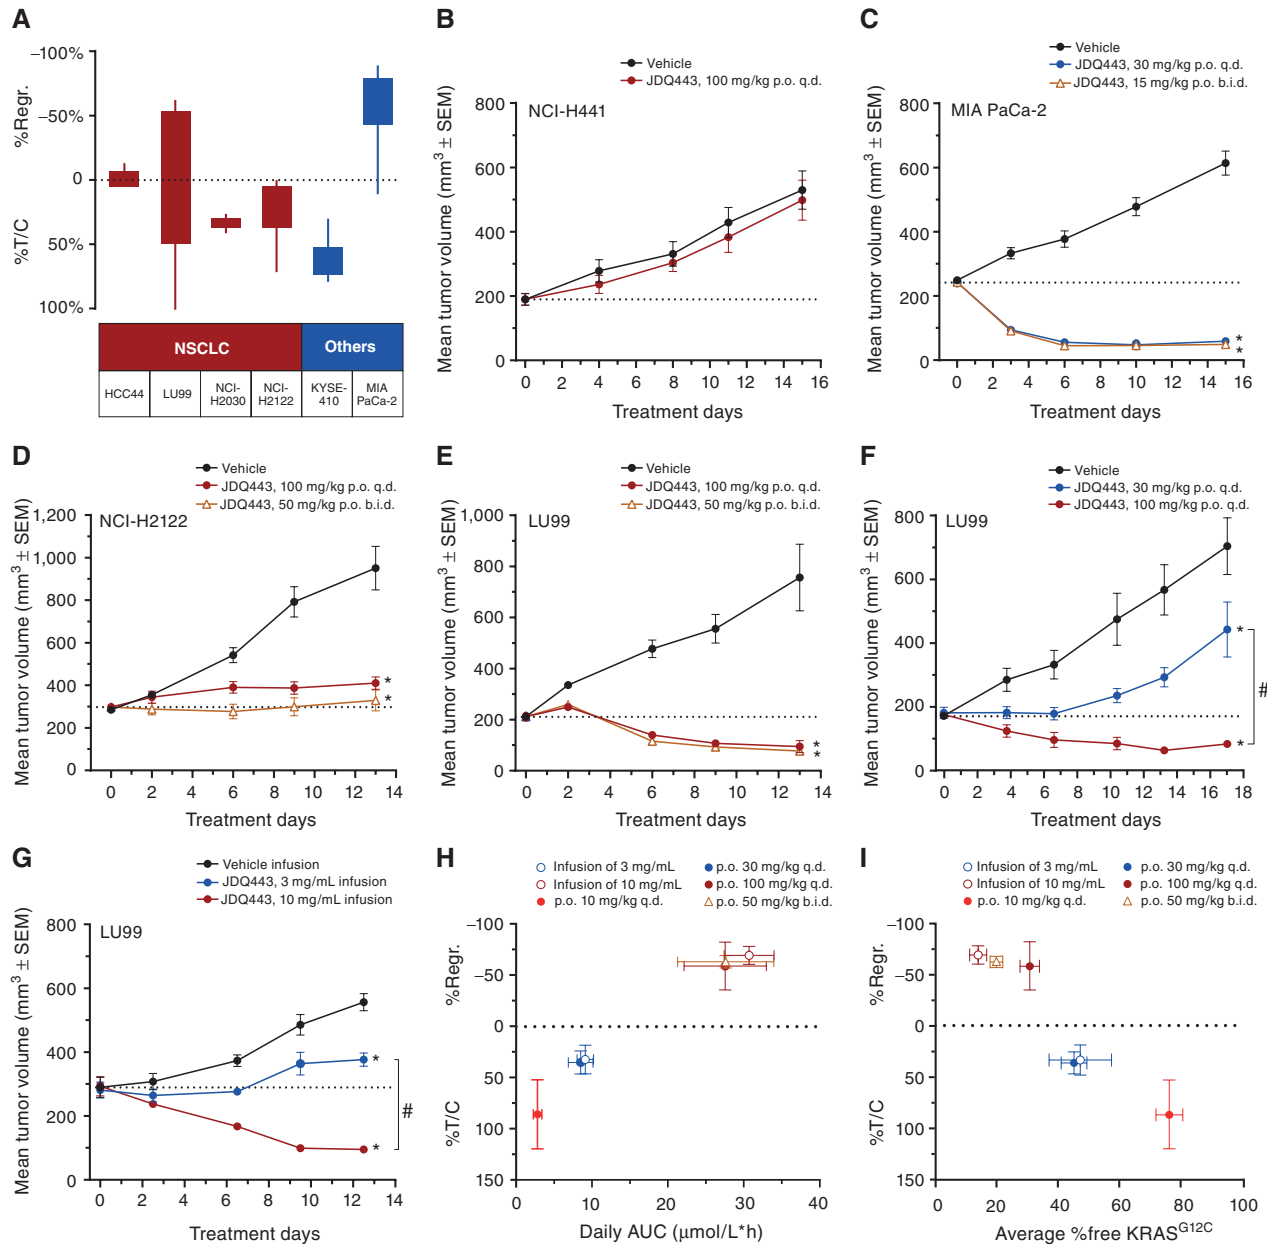 A
−100%
−50%
0
50%
100%
%Regr.
%T/C
NSCLC
Others
HCC44
LU99
NCI-
H2030
NCI-
H2122
KYSE-
410
MIA
PaCa-2
B
Vehicle
JDQ443, 100 mg/kg p.o. q.d.
NCI-H441
Mean tumor volume (mm³ ± SEM)
800
600
400
200
0
0 2 4 6 8 10 12 14 16
Treatment days
C
Vehicle
JDQ443, 30 mg/kg p.o. q.d.
JDQ443, 15 mg/kg p.o. b.i.d.
MIA PaCa-2
Mean tumor volume (mm³ ± SEM)
800
600
400
200
0
*
*
0 2 4 6 8 10 12 14 16
Treatment days
D
Vehicle
JDQ443, 100 mg/kg p.o. q.d.
JDQ443, 50 mg/kg p.o. b.i.d.
NCI-H2122
Mean tumor volume (mm³ ± SEM)
1,200
1,000
800
600
400
200
0
*
*
0 2 4 6 8 10 12 14
Treatment days
E
Vehicle
JDQ443, 100 mg/kg p.o. q.d.
JDQ443, 50 mg/kg p.o. b.i.d.
LU99
Mean tumor volume (mm³ ± SEM)
1,000
800
600
400
200
0
*
*
0 2 4 6 8 10 12 14
Treatment days
F
Vehicle
JDQ443, 30 mg/kg p.o. q.d.
JDQ443, 100 mg/kg p.o. q.d.
LU99
Mean tumor volume (mm³ ± SEM)
800
600
400
200
0
*
#
*
0 2 4 6 8 10 12 14 16 18
Treatment days
G
Vehicle infusion
JDQ443, 3 mg/mL infusion
JDQ443, 10 mg/mL infusion
LU99
Mean tumor volume (mm³ ± SEM)
800
600
400
200
0
*
#
*
0 2 4 6 8 10 12 14
Treatment days
H
Infusion of 3 mg/mL
Infusion of 10 mg/mL
p.o. 10 mg/kg q.d.
p.o. 30 mg/kg q.d.
p.o. 100 mg/kg q.d.
p.o. 50 mg/kg b.i.d.
%Regr.
%T/C
−100
−50
0
50
100
150
0 10 20 30 40
Daily AUC (μmol/L*h)
I
Infusion of 3 mg/mL
Infusion of 10 mg/mL
p.o. 10 mg/kg q.d.
p.o. 30 mg/kg q.d.
p.o. 100 mg/kg q.d.
p.o. 50 mg/kg b.i.d.
%Regr.
%T/C
−100
−50
0
50
100
150
0 20 40 60 80 100
Average %free KRASᴳ¹²ᶜ